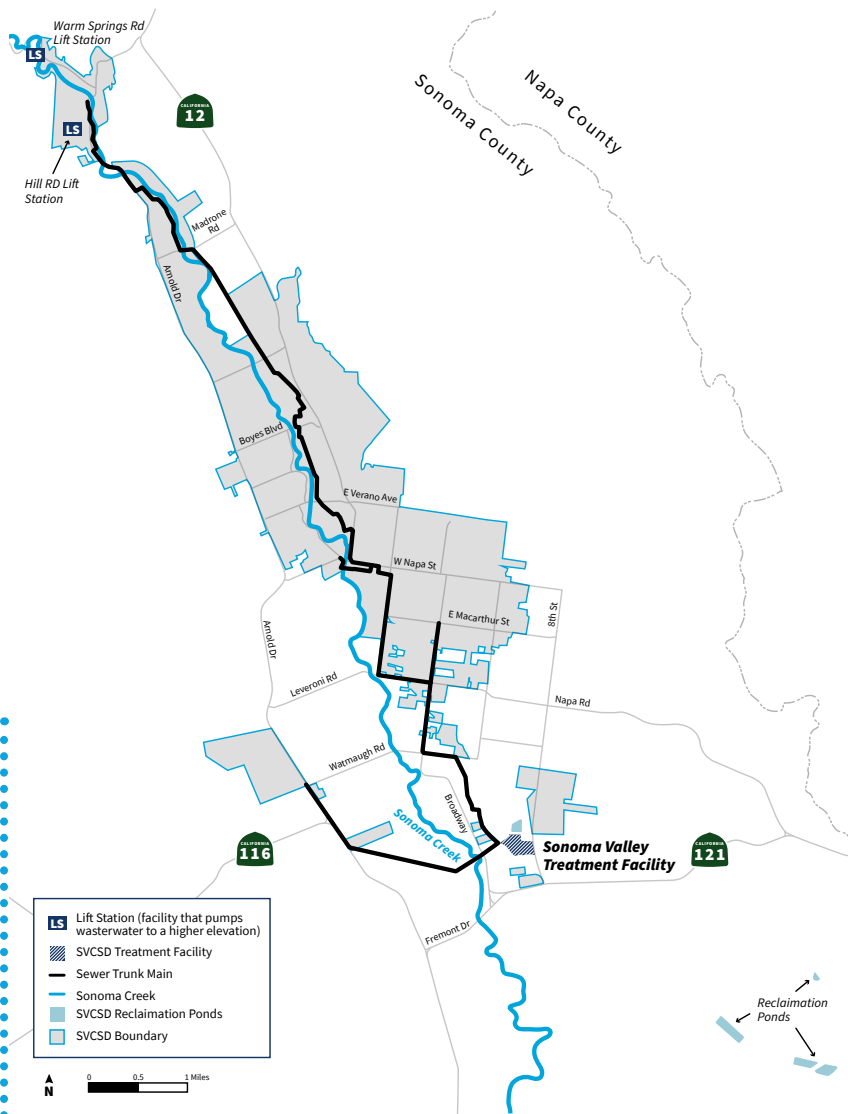 Warm Springs Rd
Lift Station
LS
CALIFORNIA
12
Napa County
Sonoma County
LS
Hill RD Lift
Station
Madrone
Rd
Arnold Dr
Boyes Blvd
E Verano Ave
W Napa St
E Macarthur St
8th St
Arnold Dr
Leveroni Rd
Napa Rd
Watmaugh Rd
Broadway
Sonoma Creek
CALIFORNIA
116
Sonoma Valley
Treatment Facility
CALIFORNIA
121
Fremont Dr
LS
Lift Station (facility that pumps
wasterwater to a higher elevation)
SVCSD Treatment Facility
Sewer Trunk Main
Sonoma Creek
SVCSD Reclaimation Ponds
SVCSD Boundary
Reclaimation
Ponds
N
0 0.5 1 Miles